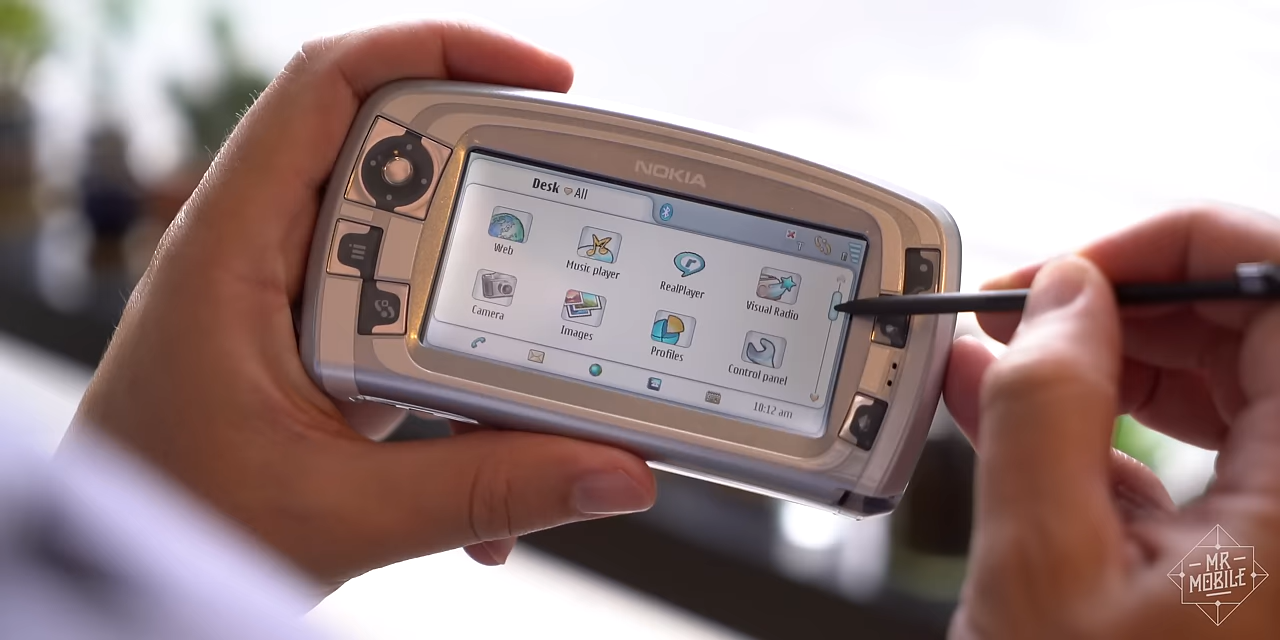 NOKIA
Desk All
Web
Music player
RealPlayer
Visual Radio
Camera
Images
Profiles
Control panel
10:12 am
MR
MOBILE